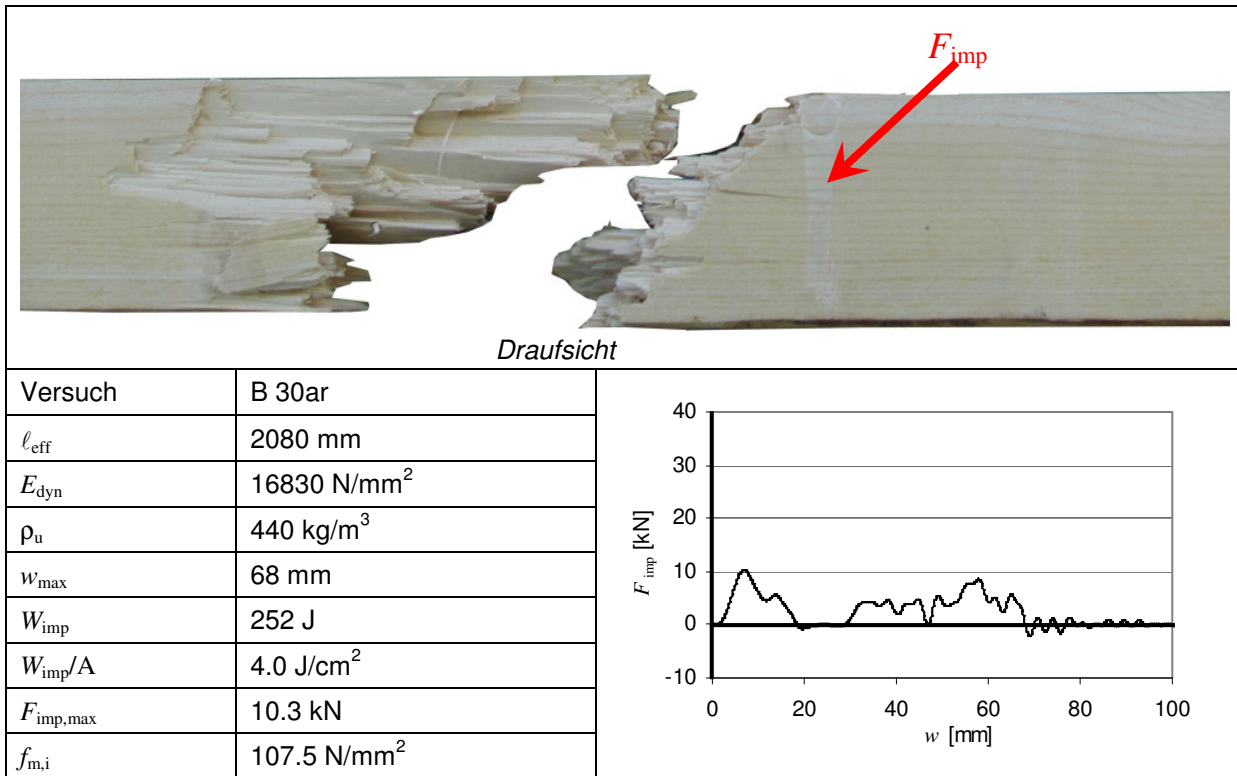 F_imp
Draufsicht
Versuch B 30ar
ℓ_eff 2080 mm
E_dyn 16830 N/mm²
ρ_u 440 kg/m³
w_max 68 mm
W_imp 252 J
W_imp/A 4.0 J/cm²
F_imp,max 10.3 kN
f_m,i 107.5 N/mm²
40
30
20
10
0
-10
F_imp [kN]
0 20 40 60 80 100
w [mm]